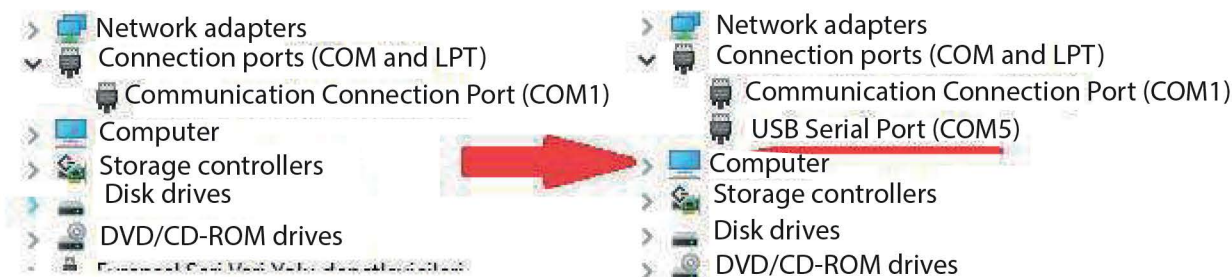 Network adapters
Connection ports (COM and LPT)
Communication Connection Port (COM1)
Computer
Storage controllers
Disk drives
DVD/CD-ROM drives
Network adapters
Connection ports (COM and LPT)
Communication Connection Port (COM1)
USB Serial Port (COM5)
Computer
Storage controllers
Disk drives
DVD/CD-ROM drives